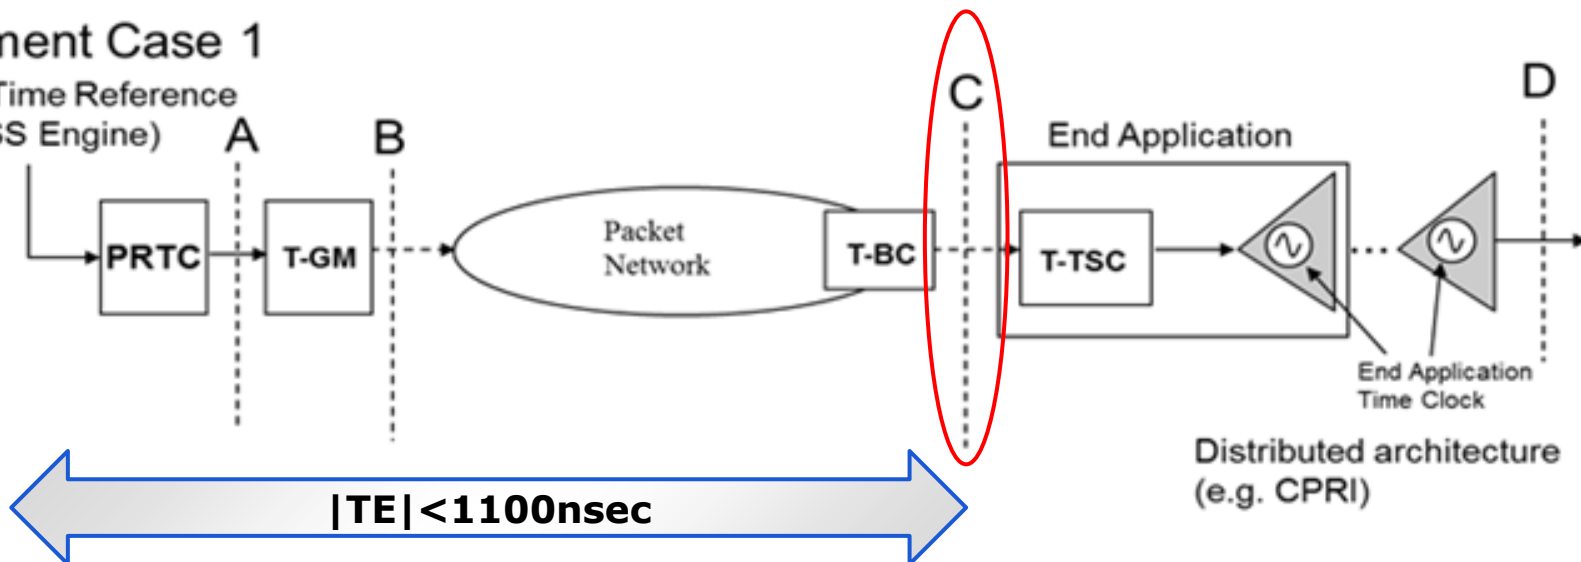 ment Case 1
Time Reference
SS Engine)
A
B
C
D
End Application
PRTC
T-GM
Packet
Network
T-BC
T-TSC
End Application
Time Clock
Distributed architecture
(e.g. CPRI)
|TE|<1100nsec